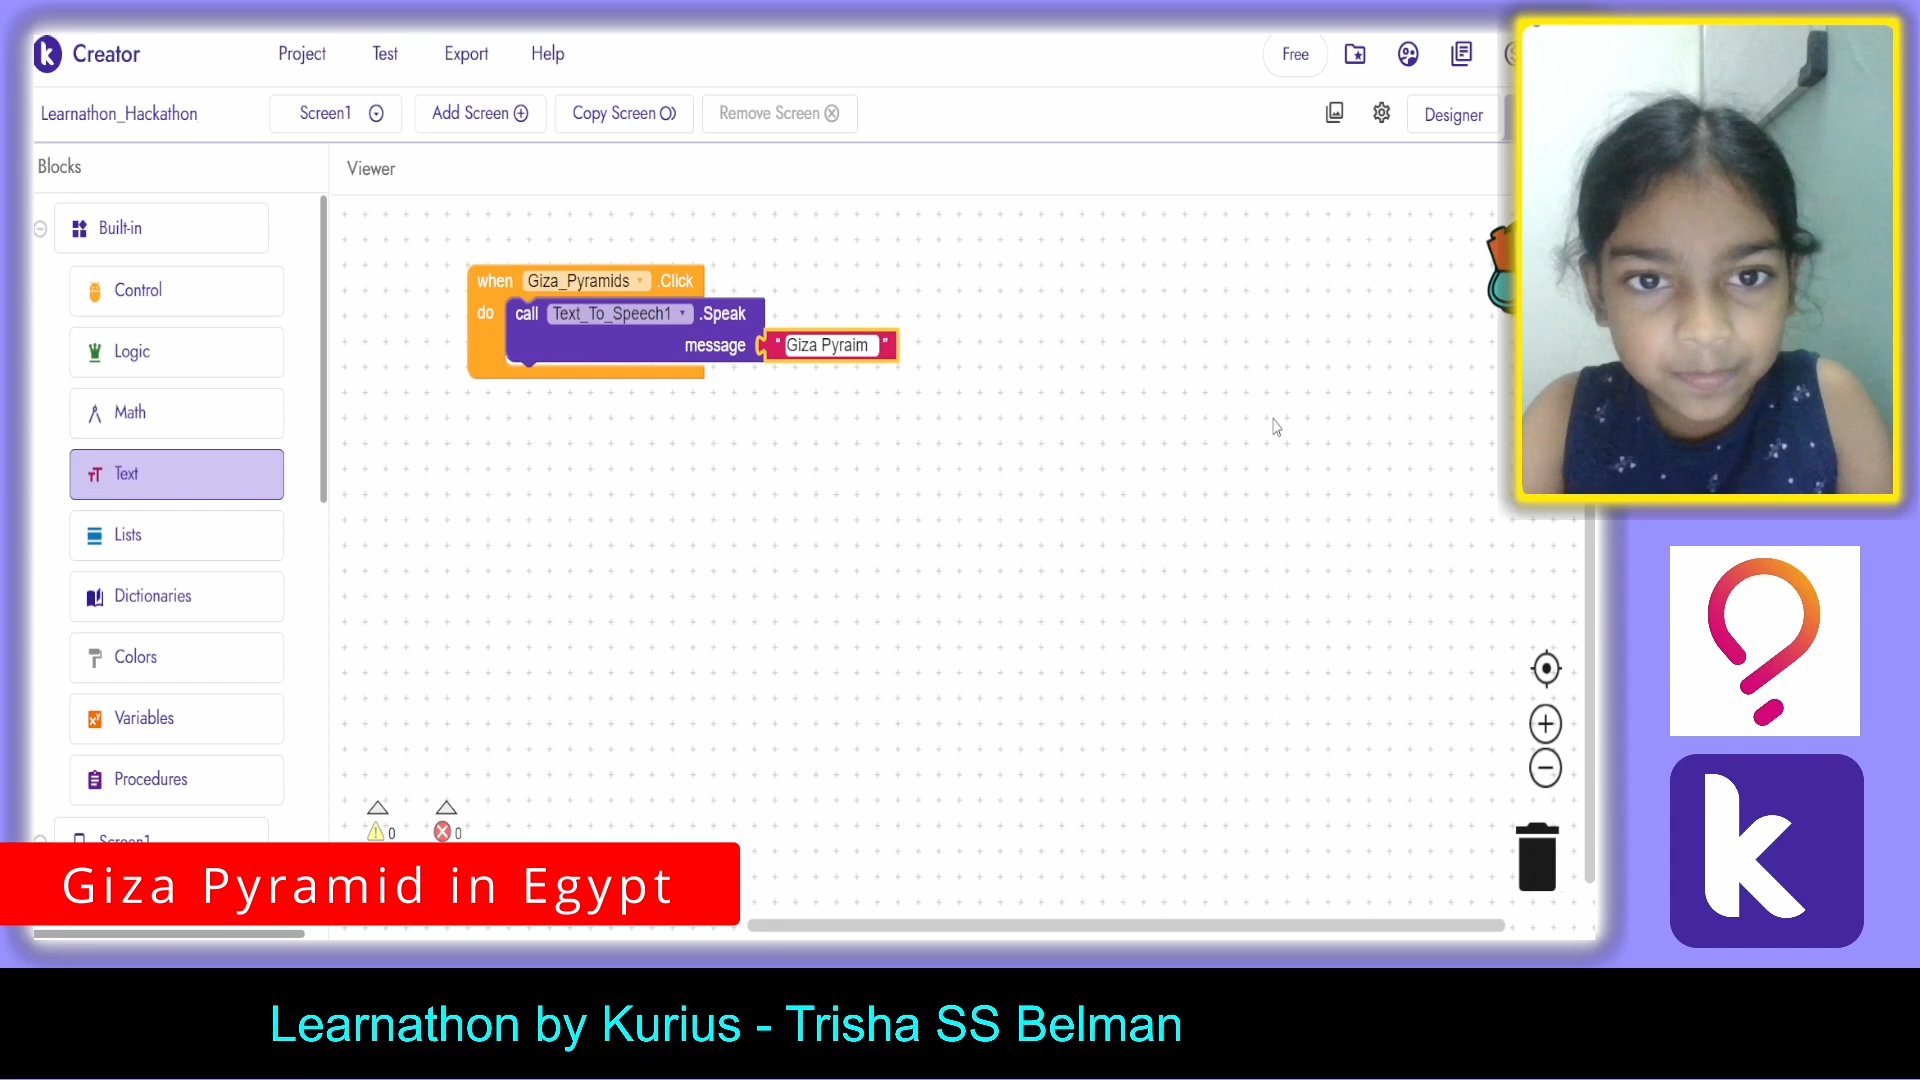 Creator
Project
Test
Export
Help
Free
Learnathon_Hackathon
Screen1
Add Screen
Copy Screen
Remove Screen
Designer
Blocks
Viewer
Built-in
Control
Logic
Math
Text
Lists
Dictionaries
Colors
Variables
Procedures
when Giza_Pyramids .Click
do call Text_To_Speech1 .Speak
message " Giza Pyraim "
0
0
Screen1
Giza Pyramid in Egypt
Learnathon by Kurius - Trisha SS Belman